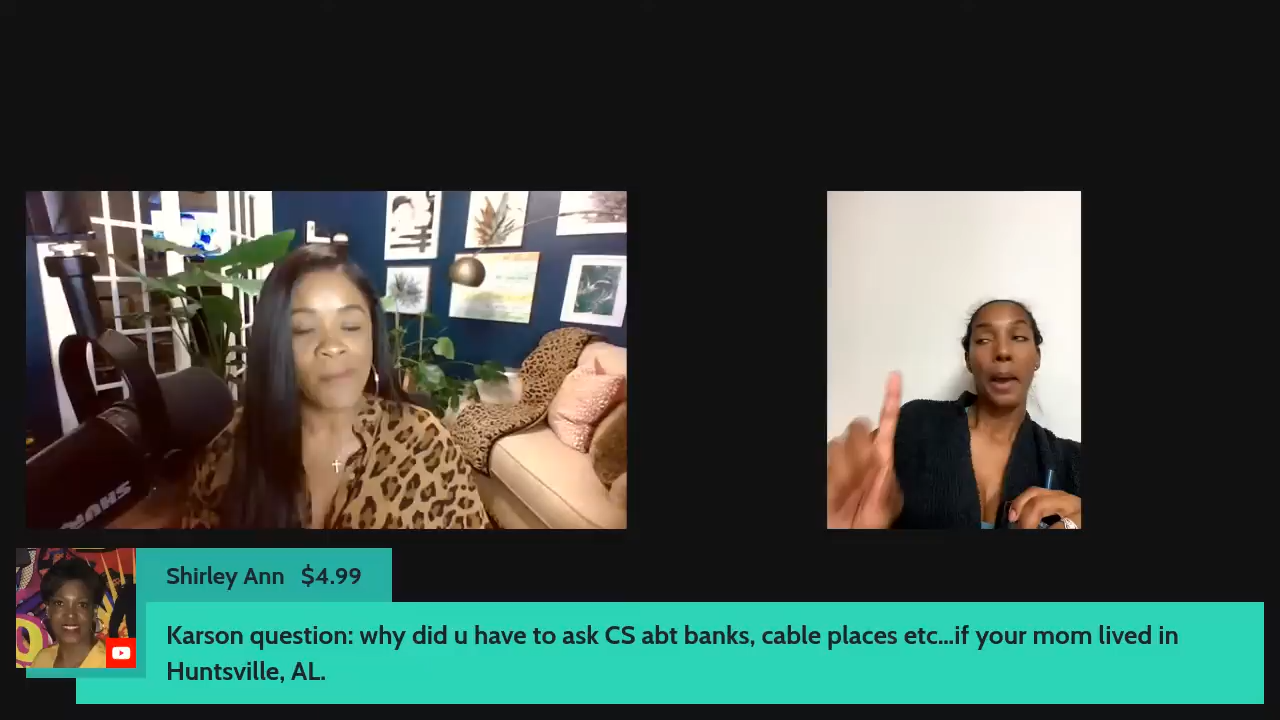 SHURE
Shirley Ann $4.99
Karson question: why did u have to ask CS abt banks, cable places etc...if your mom lived in
Huntsville, AL.